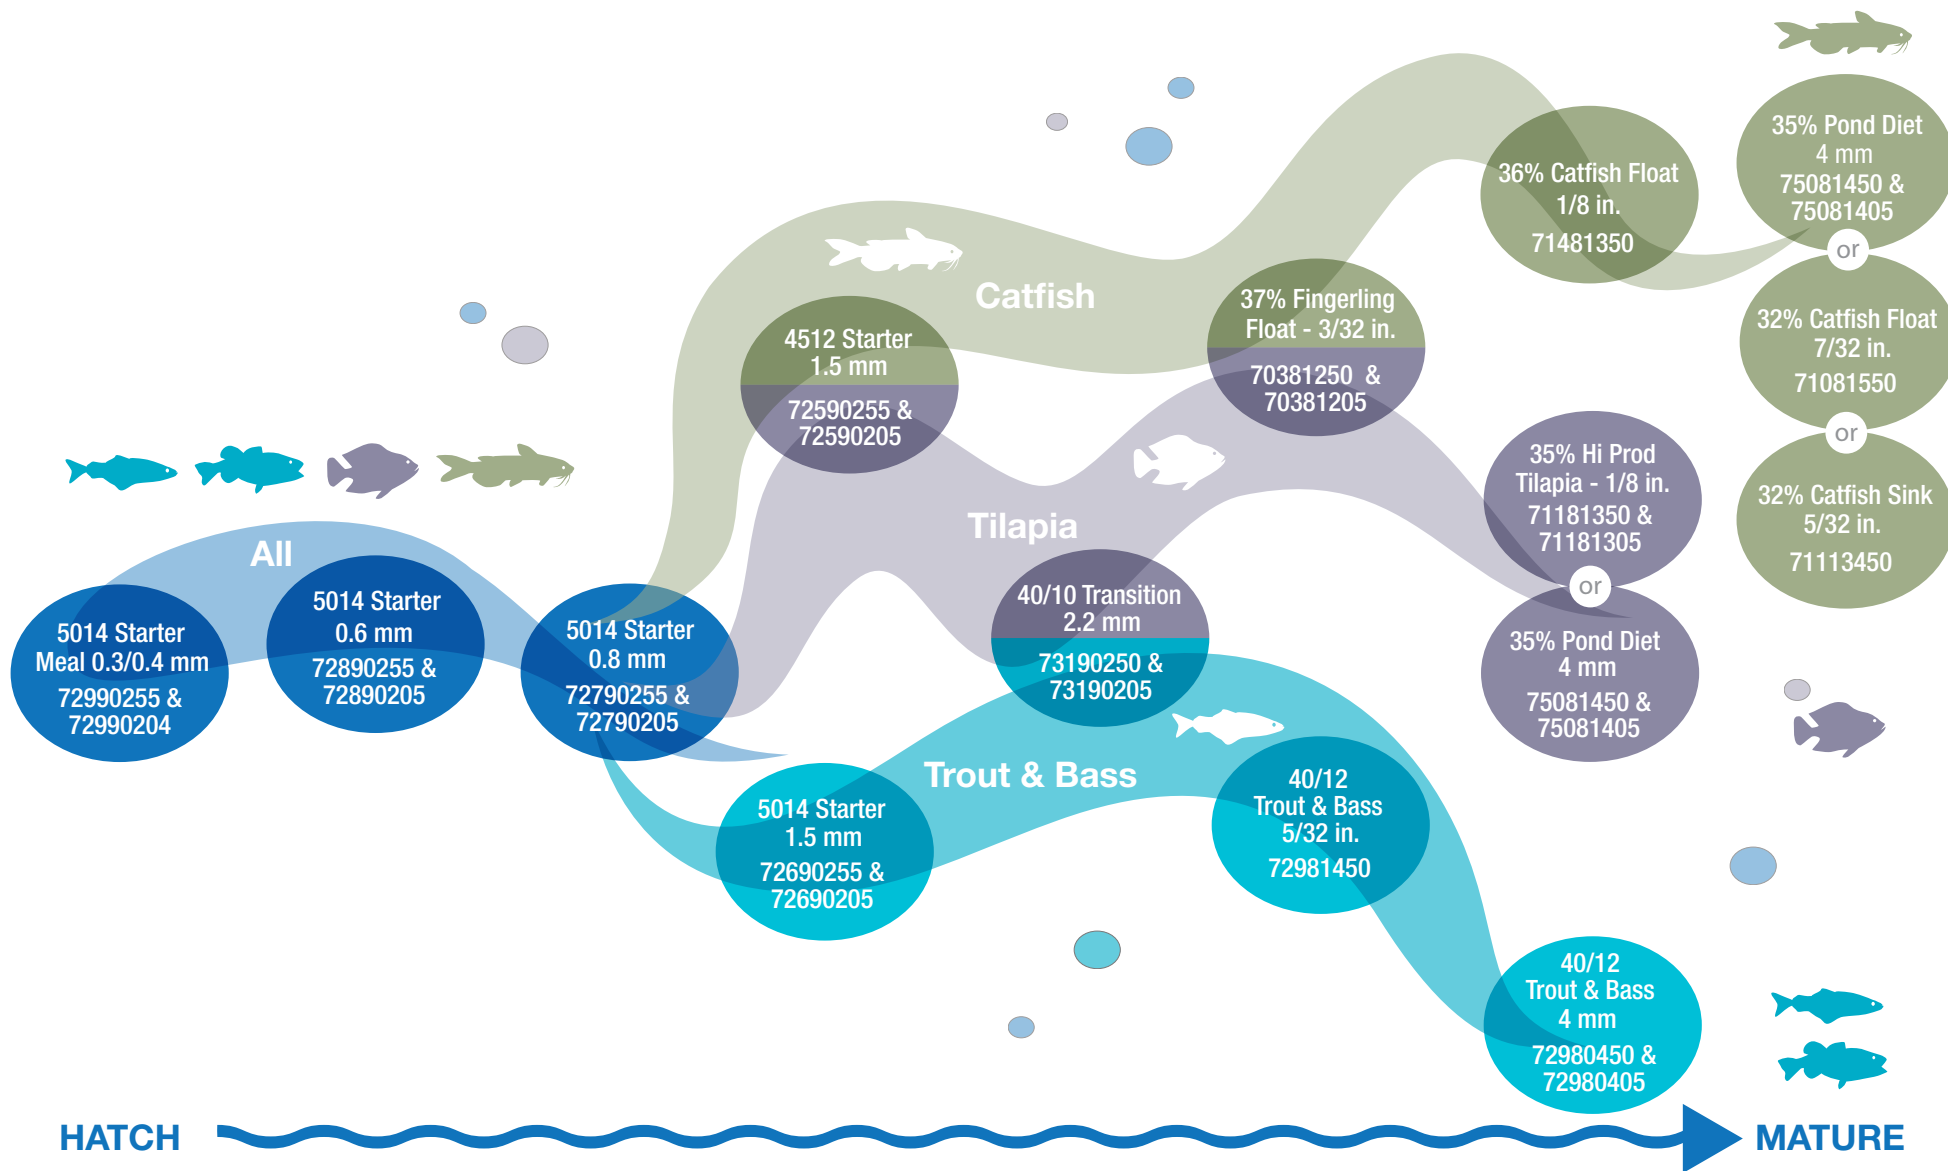 All
5014 Starter
Meal 0.3/0.4 mm
72990255 &
72990204
5014 Starter
0.6 mm
72890255 &
72890205
5014 Starter
0.8 mm
72790255 &
72790205
Catfish
4512 Starter
1.5 mm
72590255 &
72590205
37% Fingerling
Float - 3/32 in.
70381250 &
70381205
36% Catfish Float
1/8 in.
71481350
35% Pond Diet
4 mm
75081450 &
75081405
or
32% Catfish Float
7/32 in.
71081550
or
32% Catfish Sink
5/32 in.
71113450
Tilapia
40/10 Transition
2.2 mm
73190250 &
73190205
35% Hi Prod
Tilapia - 1/8 in.
71181350 &
71181305
or
35% Pond Diet
4 mm
75081450 &
75081405
Trout & Bass
5014 Starter
1.5 mm
72690255 &
72690205
40/12
Trout & Bass
5/32 in.
72981450
40/12
Trout & Bass
4 mm
72980450 &
72980405
HATCH
MATURE